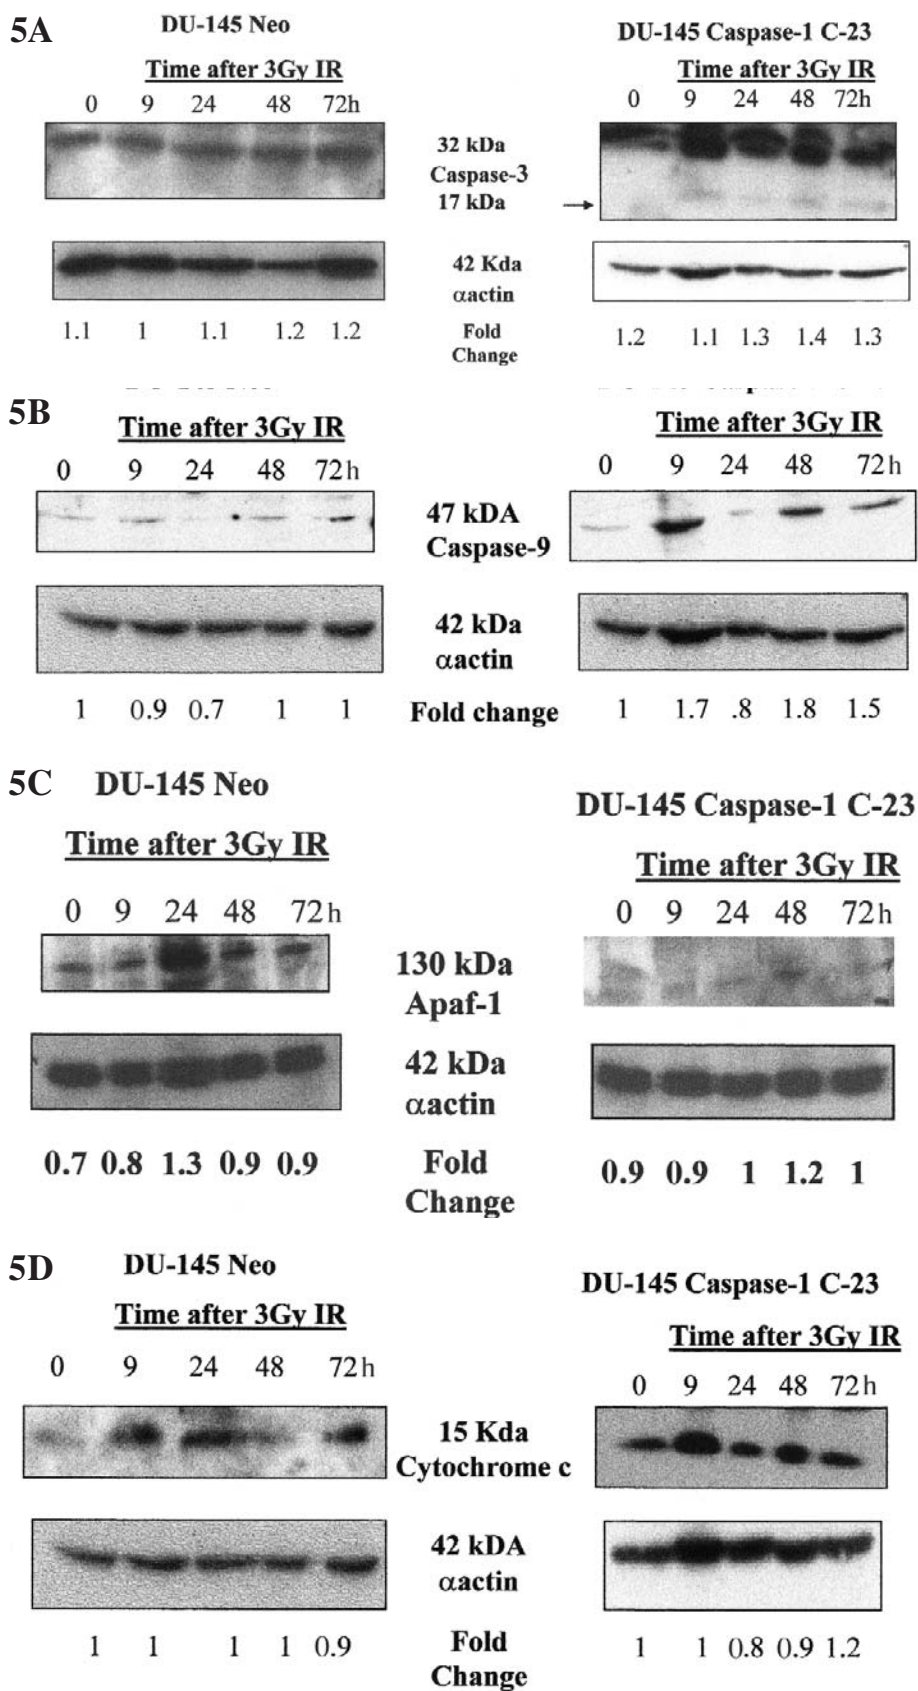 5A
DU-145 Neo
DU-145 Caspase-1 C-23
Time after 3Gy IR
Time after 3Gy IR
0 9 24 48 72h
0 9 24 48 72h
32 kDa
Caspase-3
17 kDa
42 Kda
αactin
1.1 1 1.1 1.2 1.2
Fold
Change
1.2 1.1 1.3 1.4 1.3
5B
Time after 3Gy IR
Time after 3Gy IR
0 9 24 48 72h
0 9 24 48 72h
47 kDA
Caspase-9
42 kDa
αactin
1 0.9 0.7 1 1
Fold change
1 1.7 .8 1.8 1.5
5C
DU-145 Neo
DU-145 Caspase-1 C-23
Time after 3Gy IR
Time after 3Gy IR
0 9 24 48 72h
0 9 24 48 72h
130 kDa
Apaf-1
42 kDa
αactin
0.7 0.8 1.3 0.9 0.9
Fold
Change
0.9 0.9 1 1.2 1
5D
DU-145 Neo
DU-145 Caspase-1 C-23
Time after 3Gy IR
Time after 3Gy IR
0 9 24 48 72h
0 9 24 48 72h
15 Kda
Cytochrome c
42 kDA
αactin
1 1 1 1 0.9
Fold
Change
1 1 0.8 0.9 1.2